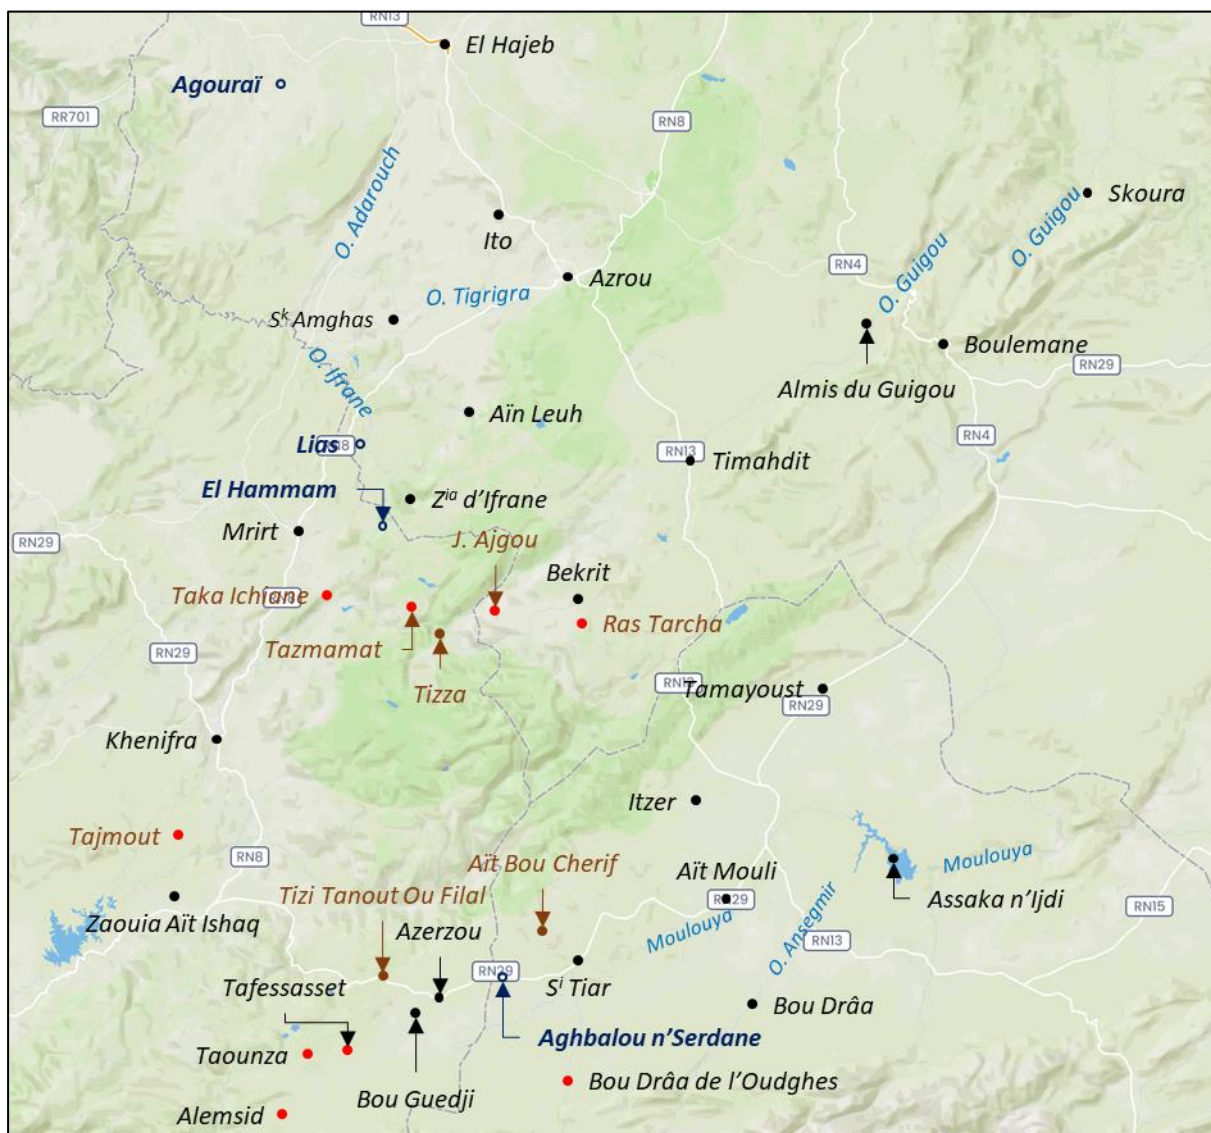 RN13
El Hajeb
Agouraï
RR701
RN8
O. Adarouch
Skoura
O. Guigou
Ito
O. Guigou
RN4
Azrou
O. Tigrigra
Sk Amghas
O. Ifrane
Boulemane
RN29
Almis du Guigou
Aïn Leuh
RN4
Lias
RN8
RN13
Timahdit
El Hammam
Zia d'Ifrane
Mrirt
RN29
J. Ajgou
Bekrit
Taka Ichiane
RN8
Ras Tarcha
Tazmamat
RN29
Tizza
RN13
Tamayoust
RN29
Khenifra
Itzer
Tajmout
RN8
Aït Bou Cherif
Moulouya
Aït Mouli
Tizi Tanout Ou Filal
RN29
Assaka n'Ijdi
RN15
Zaouia Aït Ishaq
Azerzou
Moulouya
O. Ansegmir
RN13
RN29
Si Tiar
Tafessasset
Bou Drâa
Aghbalou n'Serdane
Taounza
Bou Drâa de l'Oudghes
Bou Guedji
Alemsid